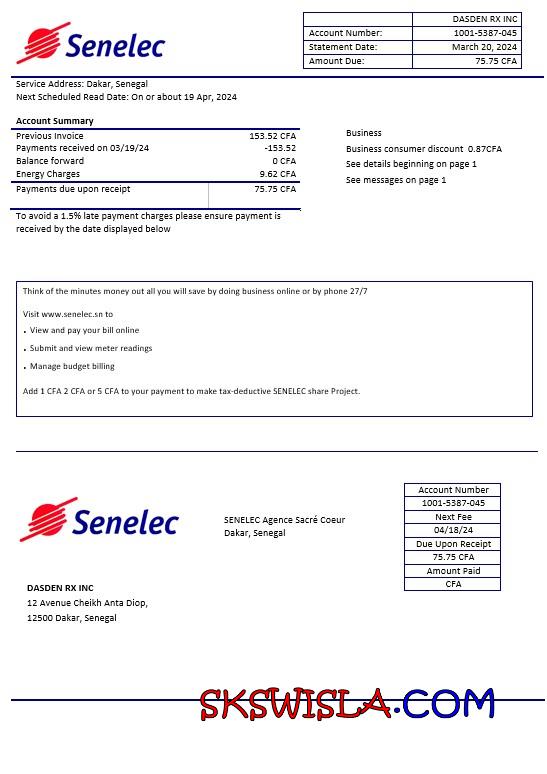 Senelec
DASDEN RX INC
Account Number: 1001-5387-045
Statement Date: March 20, 2024
Amount Due: 75.75 CFA
Service Address: Dakar, Senegal
Next Scheduled Read Date: On or about 19 Apr, 2024
Account Summary
Previous Invoice 153.52 CFA
Payments received on 03/19/24 -153.52
Balance forward 0 CFA
Energy Charges 9.62 CFA
Payments due upon receipt 75.75 CFA
Business
Business consumer discount 0.87CFA
See details beginning on page 1
See messages on page 1
To avoid a 1.5% late payment charges please ensure payment is
received by the date displayed below
Think of the minutes money out all you will save by doing business online or by phone 27/7
Visit www.senelec.sn to
• View and pay your bill online
• Submit and view meter readings
• Manage budget billing
Add 1 CFA 2 CFA or 5 CFA to your payment to make tax-deductive SENELEC share Project.
Senelec
SENELEC Agence Sacré Coeur
Dakar, Senegal
Account Number
1001-5387-045
Next Fee
04/18/24
Due Upon Receipt
75.75 CFA
Amount Paid
CFA
DASDEN RX INC
12 Avenue Cheikh Anta Diop,
12500 Dakar, Senegal
SKSWISLA.COM